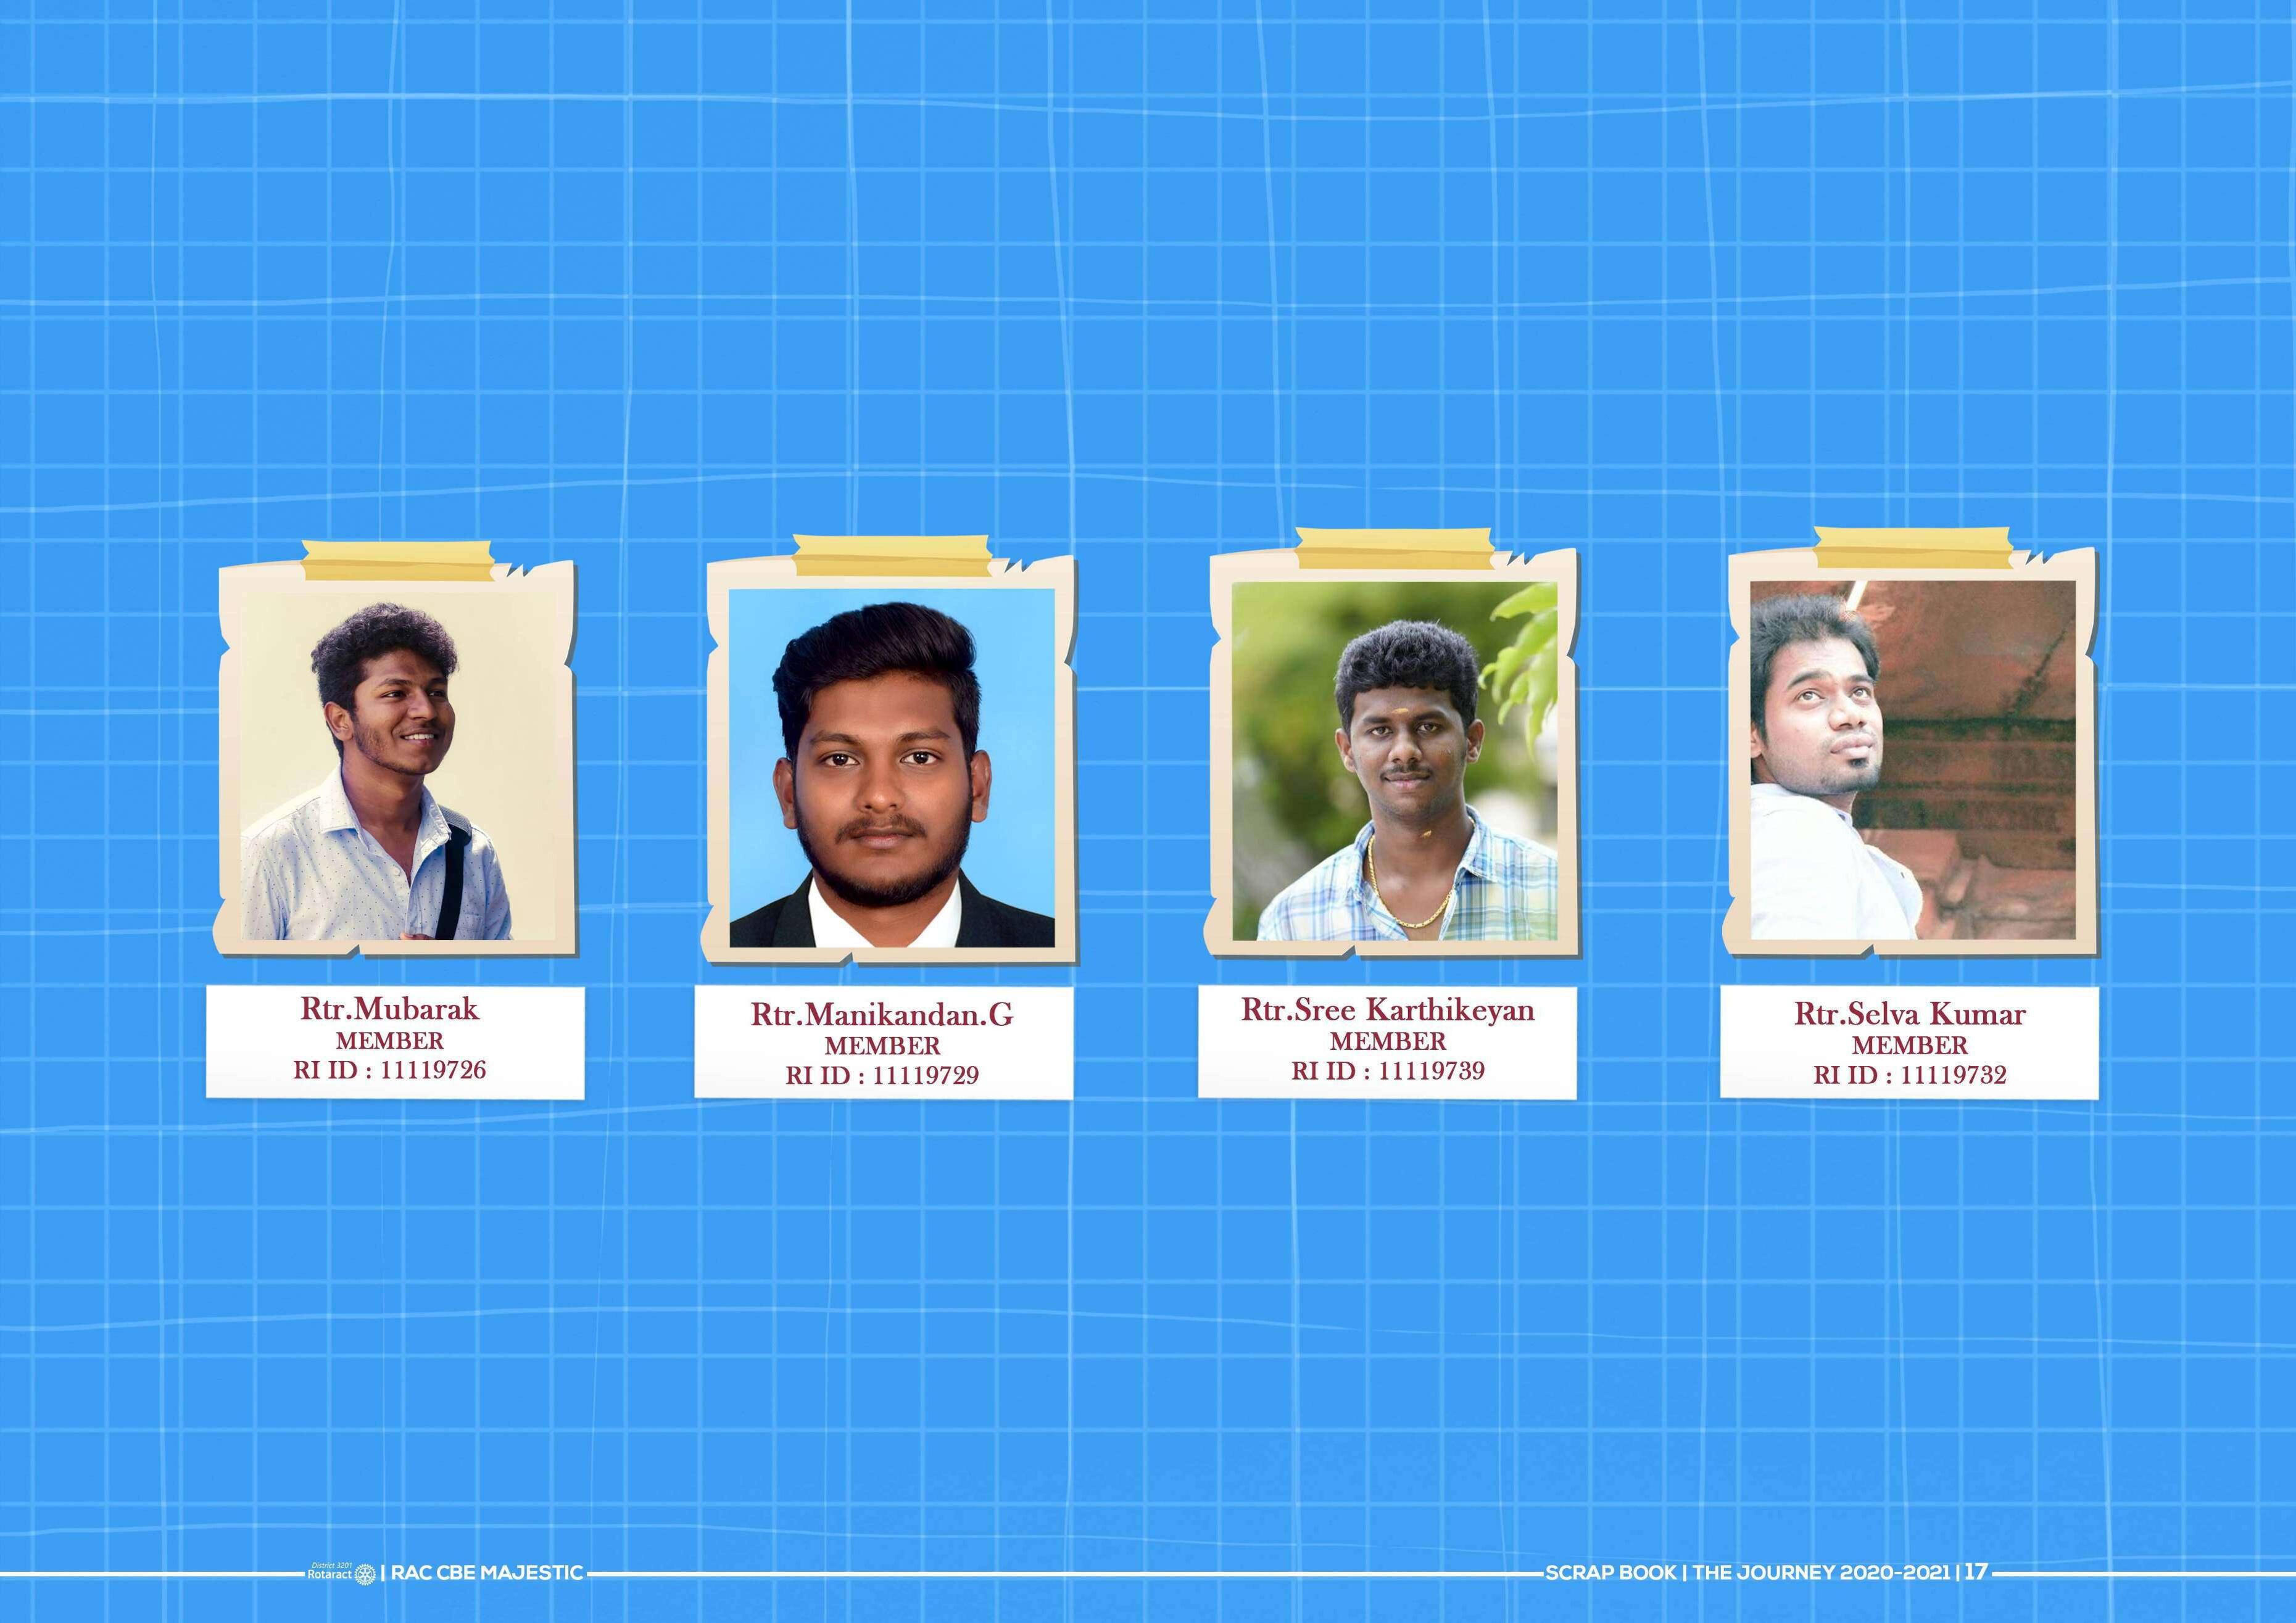 Rtr.Mubarak
MEMBER
RI ID : 11119726
Rtr.Manikandan.G
MEMBER
RI ID : 11119729
Rtr.Sree Karthikeyan
MEMBER
RI ID : 11119739
Rtr.Selva Kumar
MEMBER
RI ID : 11119732
District 3201
Rotaract | RAC CBE MAJESTIC
SCRAP BOOK | THE JOURNEY 2020-2021 | 17